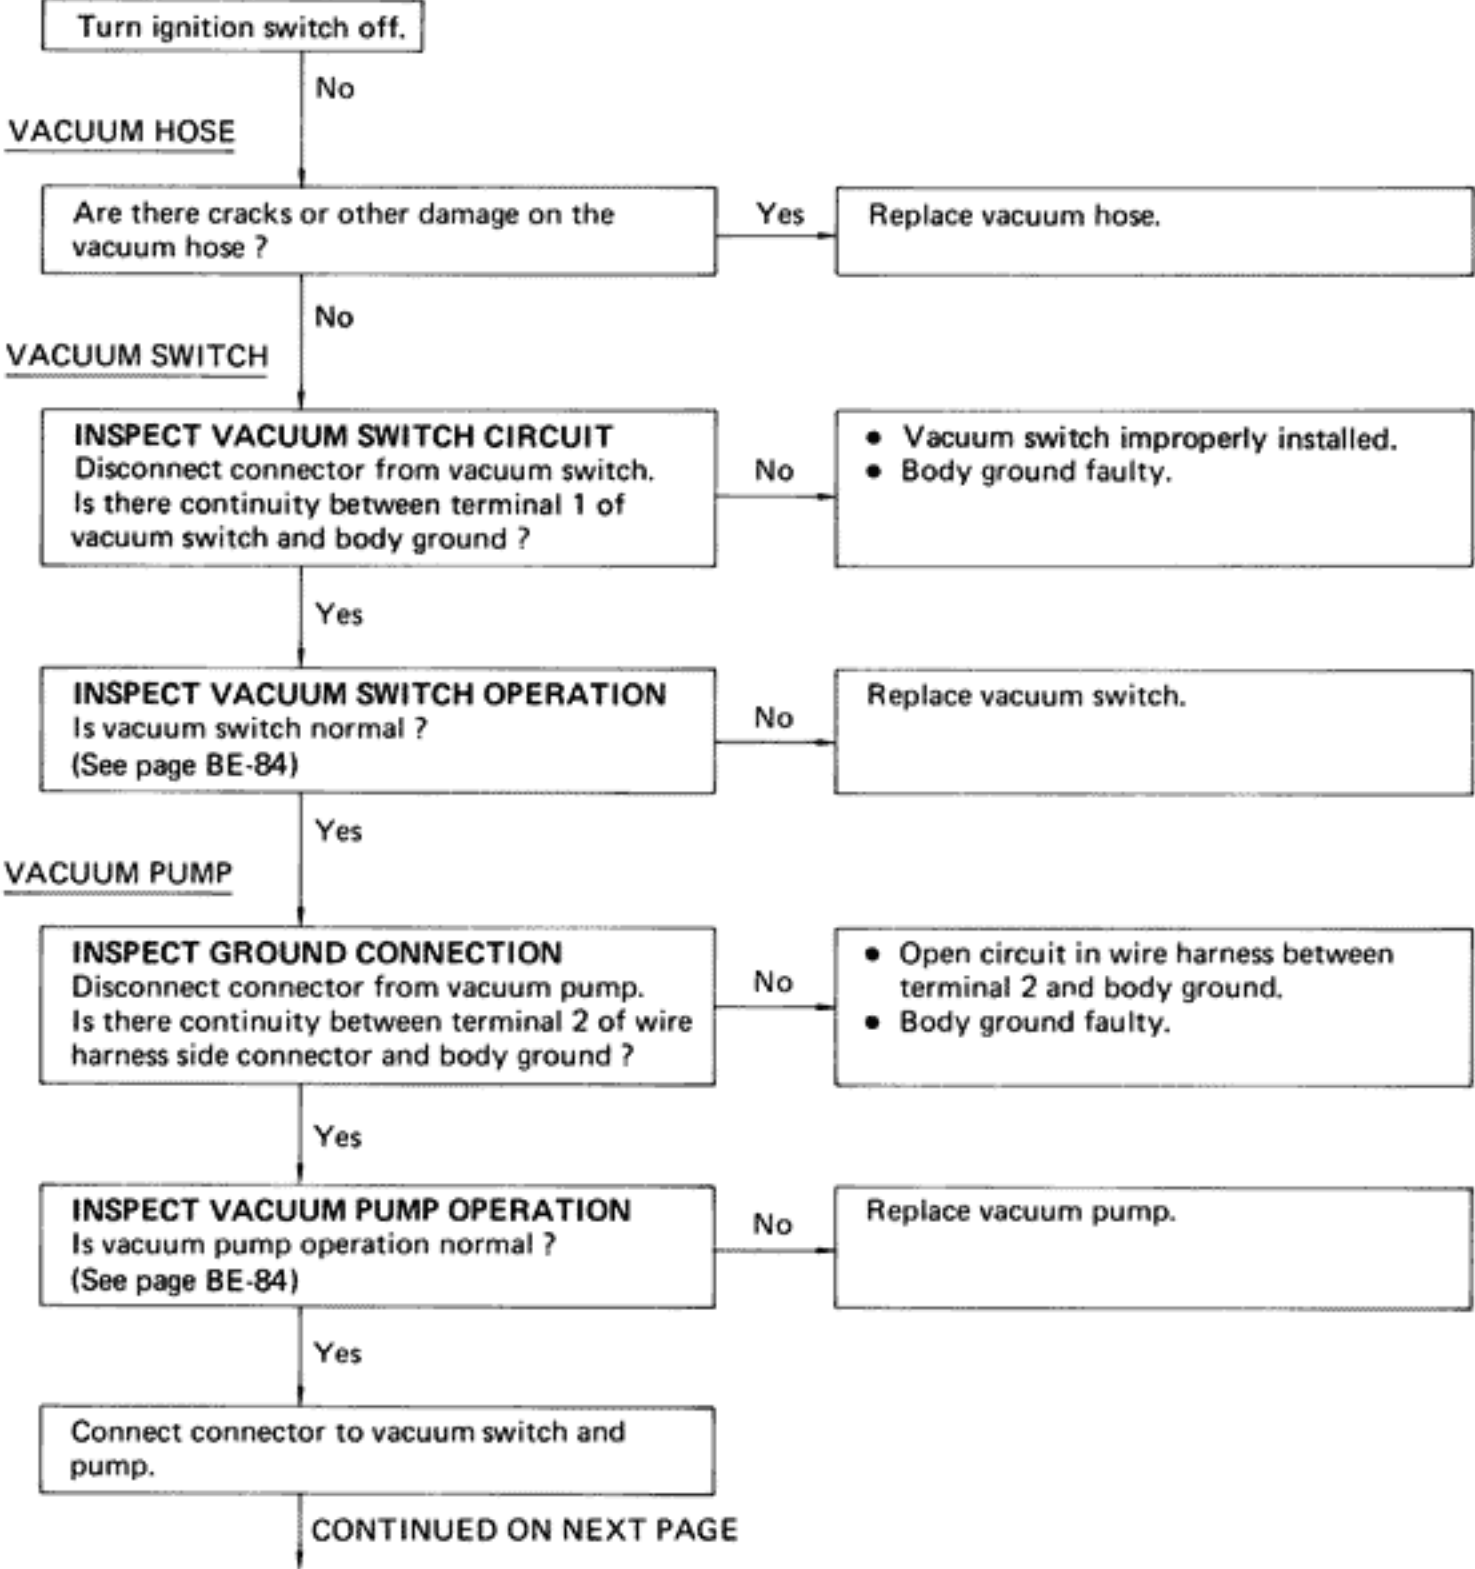 Turn ignition switch off.
No
VACUUM HOSE
Are there cracks or other damage on the
vacuum hose ?
Yes
Replace vacuum hose.
No
VACUUM SWITCH
INSPECT VACUUM SWITCH CIRCUIT
Disconnect connector from vacuum switch.
Is there continuity between terminal 1 of
vacuum switch and body ground ?
No
● Vacuum switch improperly installed.
● Body ground faulty.
Yes
INSPECT VACUUM SWITCH OPERATION
Is vacuum switch normal ?
(See page BE-84)
No
Replace vacuum switch.
Yes
VACUUM PUMP
INSPECT GROUND CONNECTION
Disconnect connector from vacuum pump.
Is there continuity between terminal 2 of wire
harness side connector and body ground ?
No
● Open circuit in wire harness between
terminal 2 and body ground.
● Body ground faulty.
Yes
INSPECT VACUUM PUMP OPERATION
Is vacuum pump operation normal ?
(See page BE-84)
No
Replace vacuum pump.
Yes
Connect connector to vacuum switch and
pump.
CONTINUED ON NEXT PAGE